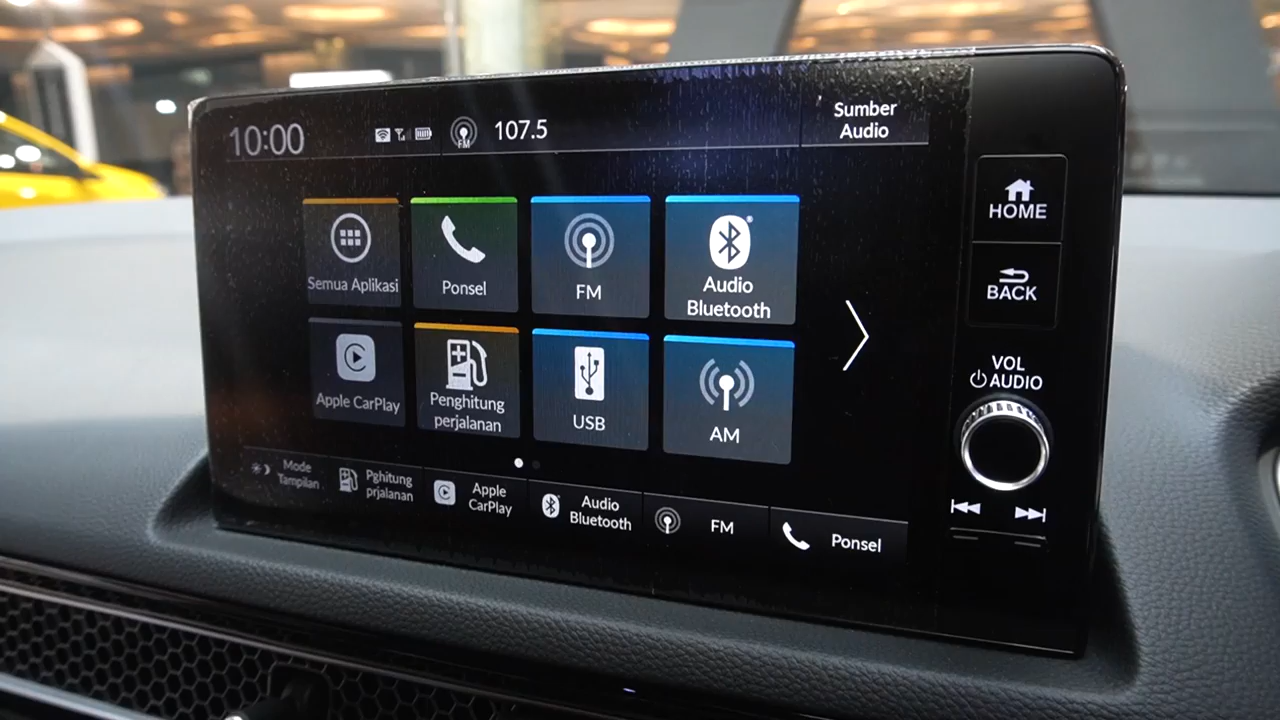 10:00
FM
107.5
Sumber
Audio
Semua Aplikasi
Ponsel
FM
Audio
Bluetooth
Apple CarPlay
Penghitung
perjalanan
USB
AM
Mode
Tampilan
Pghitung
prjalanan
Apple
CarPlay
Audio
Bluetooth
FM
Ponsel
HOME
BACK
VOL
AUDIO